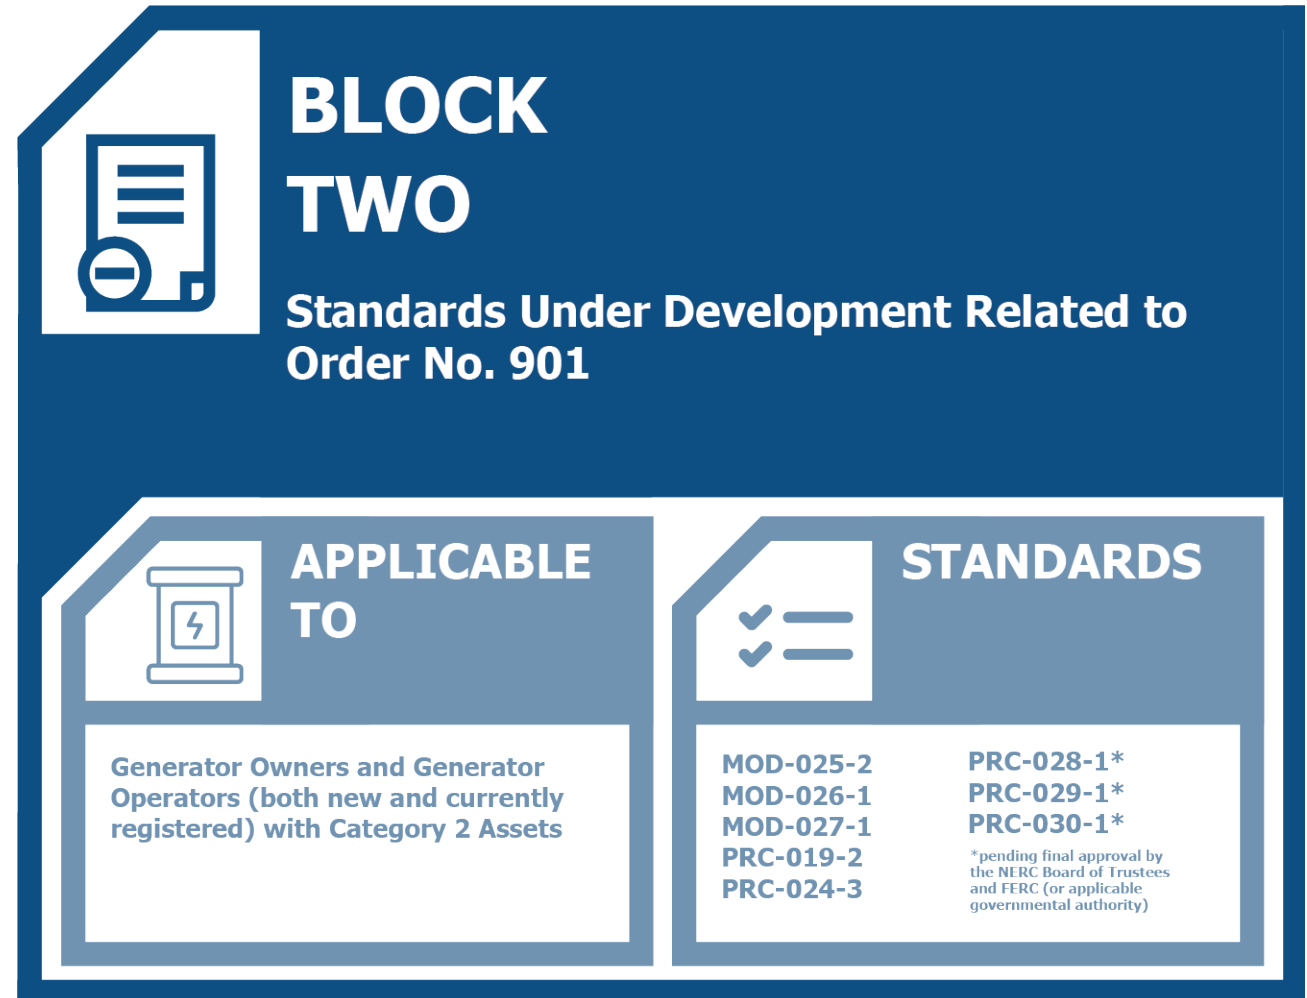 BLOCK
TWO
Standards Under Development Related to
Order No. 901
APPLICABLE
TO
Generator Owners and Generator
Operators (both new and currently
registered) with Category 2 Assets
STANDARDS
MOD-025-2
MOD-026-1
MOD-027-1
PRC-019-2
PRC-024-3
PRC-028-1*
PRC-029-1*
PRC-030-1*
*pending final approval by
the NERC Board of Trustees
and FERC (or applicable
governmental authority)